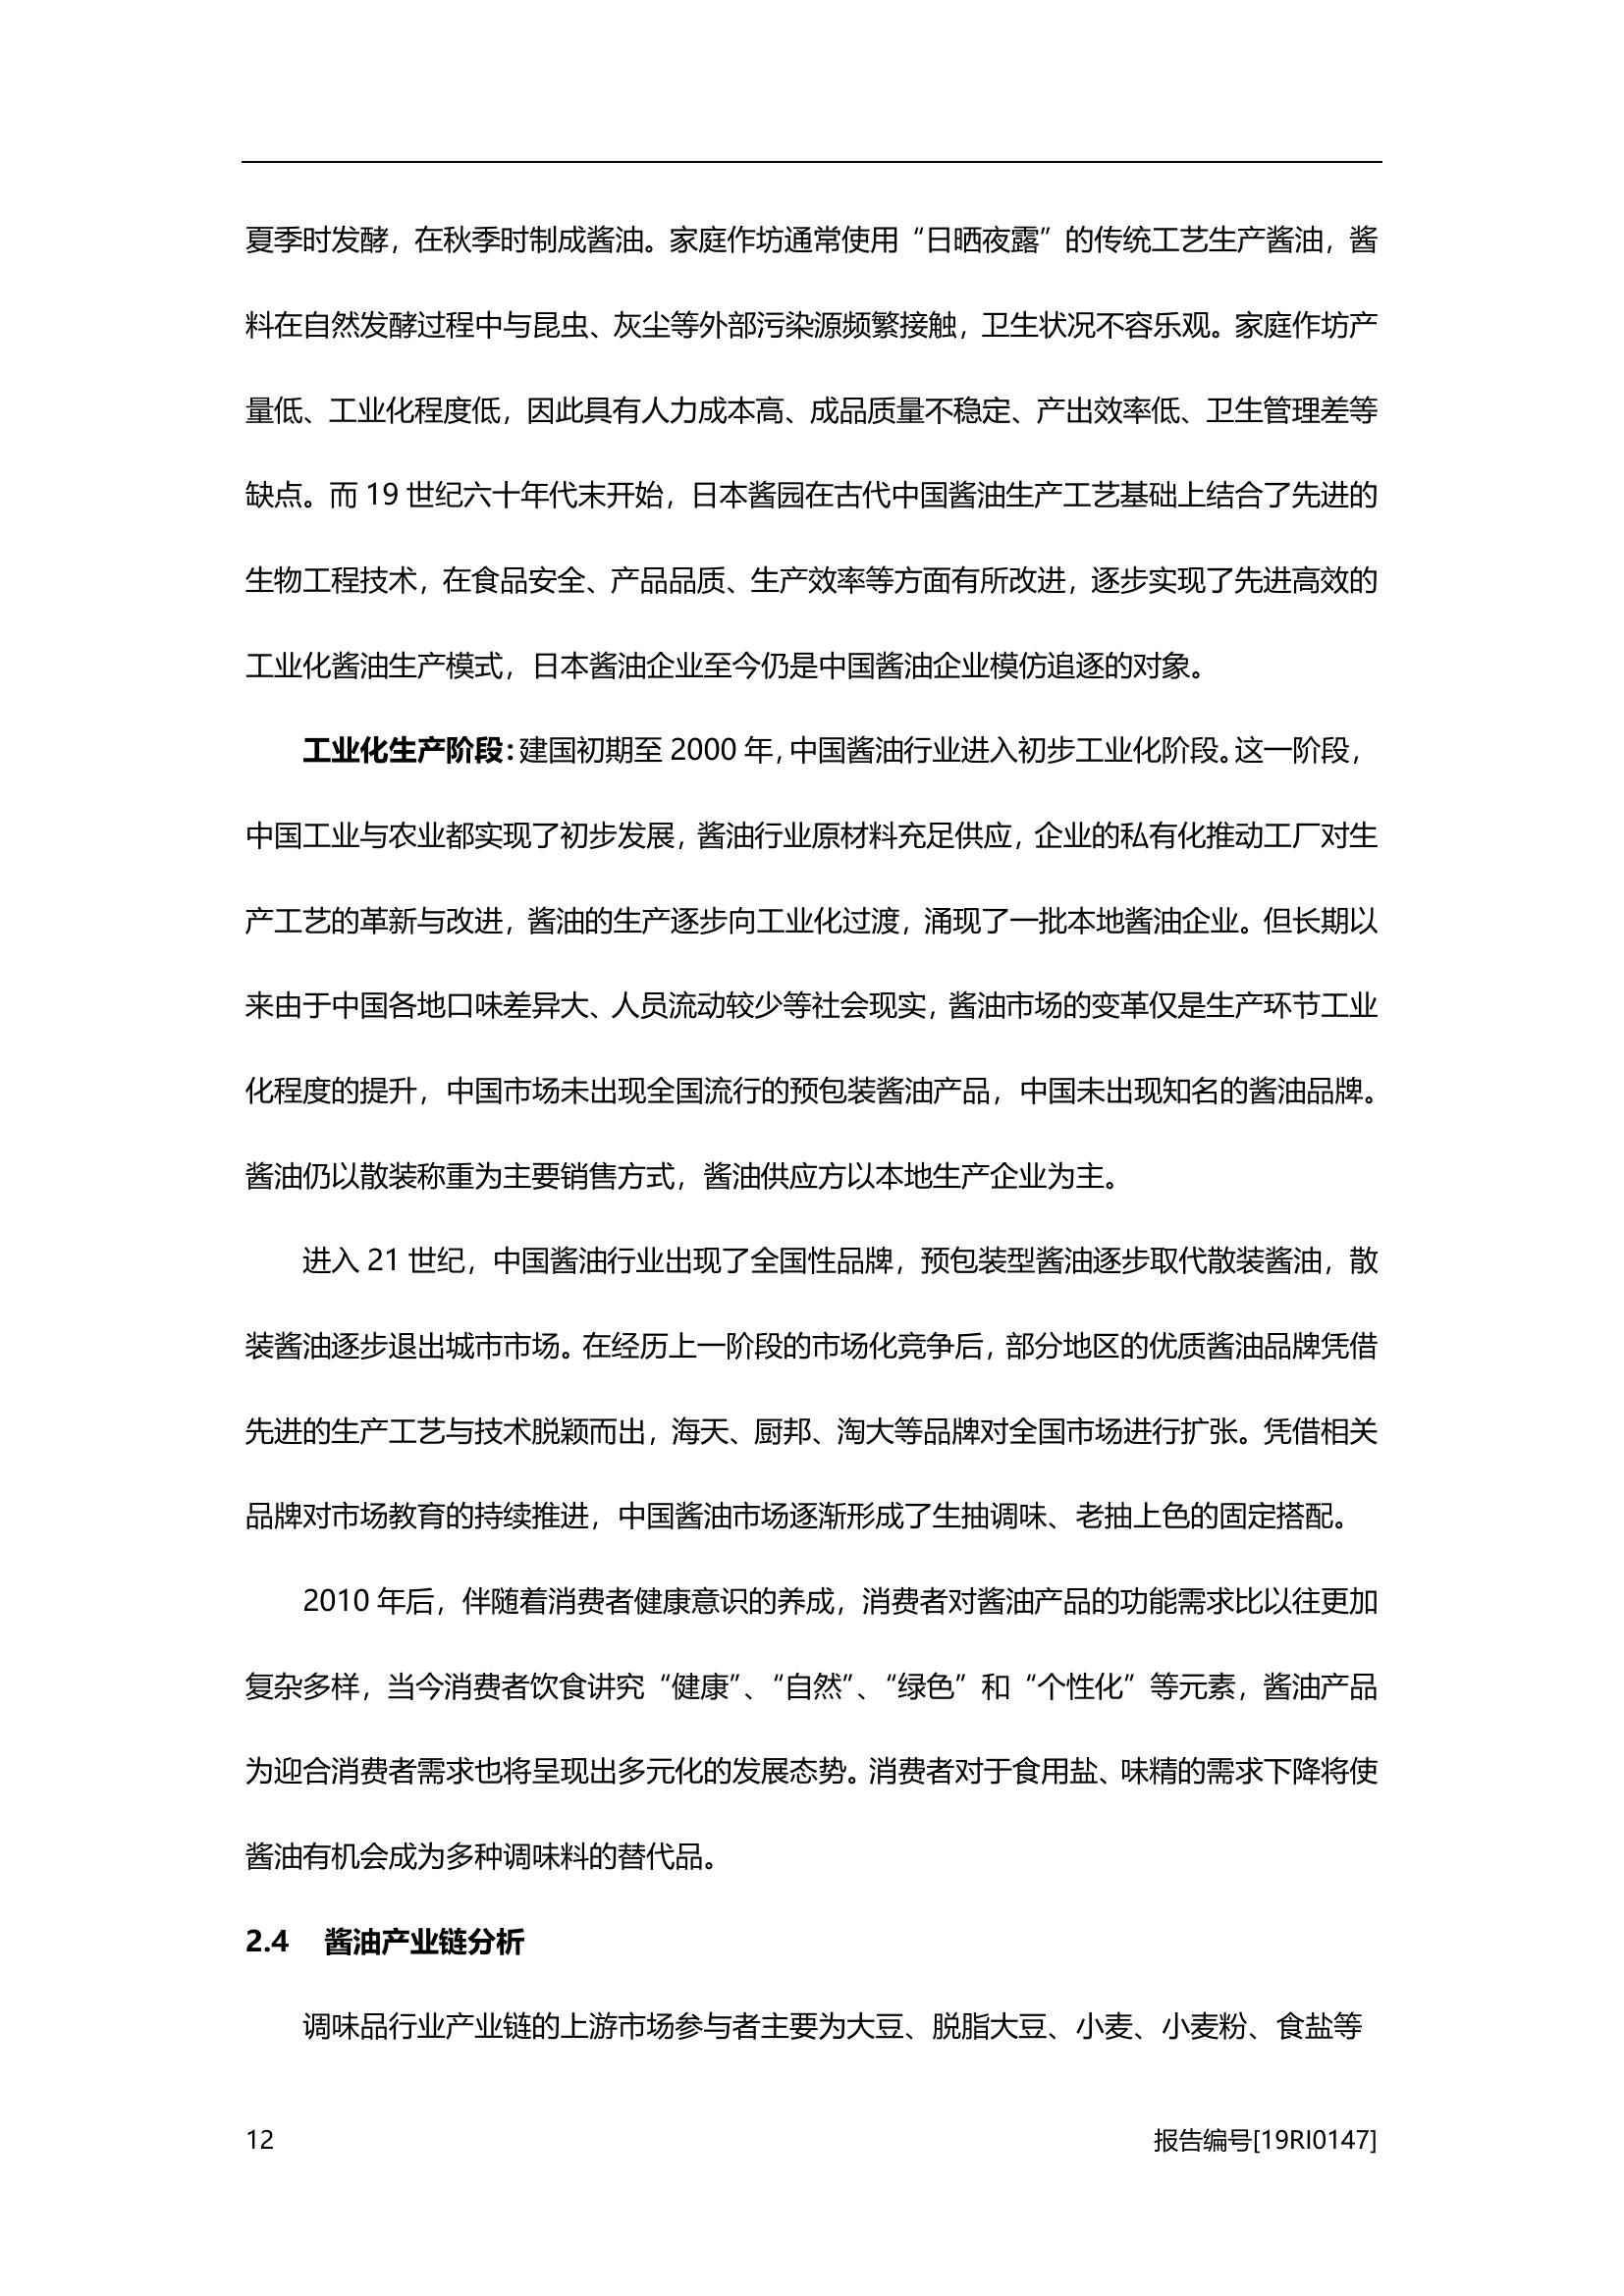 夏季时发酵，在秋季时制成酱油。家庭作坊通常使用“日晒夜露”的传统工艺生产酱油，酱
料在自然发酵过程中与昆虫、灰尘等外部污染源频繁接触，卫生状况不容乐观。家庭作坊产
量低、工业化程度低，因此具有人力成本高、成品质量不稳定、产出效率低、卫生管理差等
缺点。而 19 世纪六十年代末开始，日本酱园在古代中国酱油生产工艺基础上结合了先进的
生物工程技术，在食品安全、产品品质、生产效率等方面有所改进，逐步实现了先进高效的
工业化酱油生产模式，日本酱油企业至今仍是中国酱油企业模仿追逐的对象。
工业化生产阶段：建国初期至 2000 年，中国酱油行业进入初步工业化阶段。这一阶段，
中国工业与农业都实现了初步发展，酱油行业原材料充足供应，企业的私有化推动工厂对生
产工艺的革新与改进，酱油的生产逐步向工业化过渡，涌现了一批本地酱油企业。但长期以
来由于中国各地口味差异大、人员流动较少等社会现实，酱油市场的变革仅是生产环节工业
化程度的提升，中国市场未出现全国流行的预包装酱油产品，中国未出现知名的酱油品牌。
酱油仍以散装称重为主要销售方式，酱油供应方以本地生产企业为主。
进入 21 世纪，中国酱油行业出现了全国性品牌，预包装型酱油逐步取代散装酱油，散
装酱油逐步退出城市市场。在经历上一阶段的市场化竞争后，部分地区的优质酱油品牌凭借
先进的生产工艺与技术脱颖而出，海天、厨邦、淘大等品牌对全国市场进行扩张。凭借相关
品牌对市场教育的持续推进，中国酱油市场逐渐形成了生抽调味、老抽上色的固定搭配。
2010 年后，伴随着消费者健康意识的养成，消费者对酱油产品的功能需求比以往更加
复杂多样，当今消费者饮食讲究“健康”、“自然”、“绿色”和“个性化”等元素，酱油产品
为迎合消费者需求也将呈现出多元化的发展态势。消费者对于食用盐、味精的需求下降将使
酱油有机会成为多种调味料的替代品。
2.4 酱油产业链分析
调味品行业产业链的上游市场参与者主要为大豆、脱脂大豆、小麦、小麦粉、食盐等
12 报告编号[19RI0147]